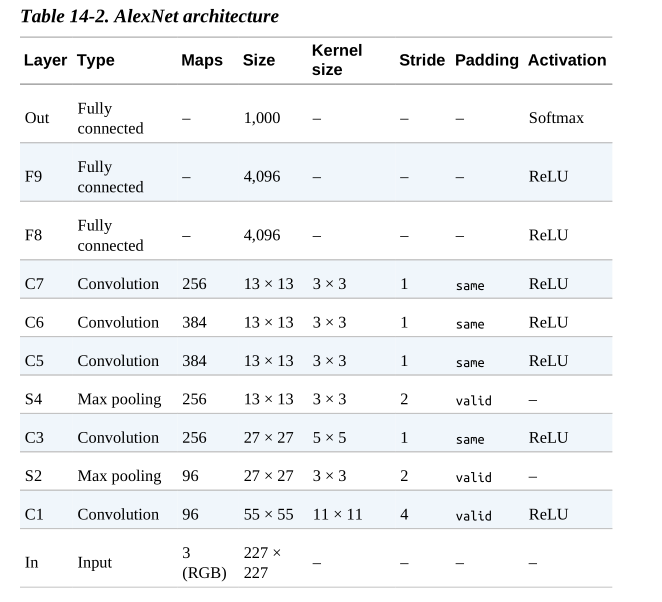 Table 14-2. AlexNet architecture
Layer Type Maps Size Kernel size Stride Padding Activation
Out Fully connected – 1,000 – – – Softmax
F9 Fully connected – 4,096 – – – ReLU
F8 Fully connected – 4,096 – – – ReLU
C7 Convolution 256 13 × 13 3 × 3 1 same ReLU
C6 Convolution 384 13 × 13 3 × 3 1 same ReLU
C5 Convolution 384 13 × 13 3 × 3 1 same ReLU
S4 Max pooling 256 13 × 13 3 × 3 2 valid –
C3 Convolution 256 27 × 27 5 × 5 1 same ReLU
S2 Max pooling 96 27 × 27 3 × 3 2 valid –
C1 Convolution 96 55 × 55 11 × 11 4 valid ReLU
In Input 3 (RGB) 227 × 227 – – – –